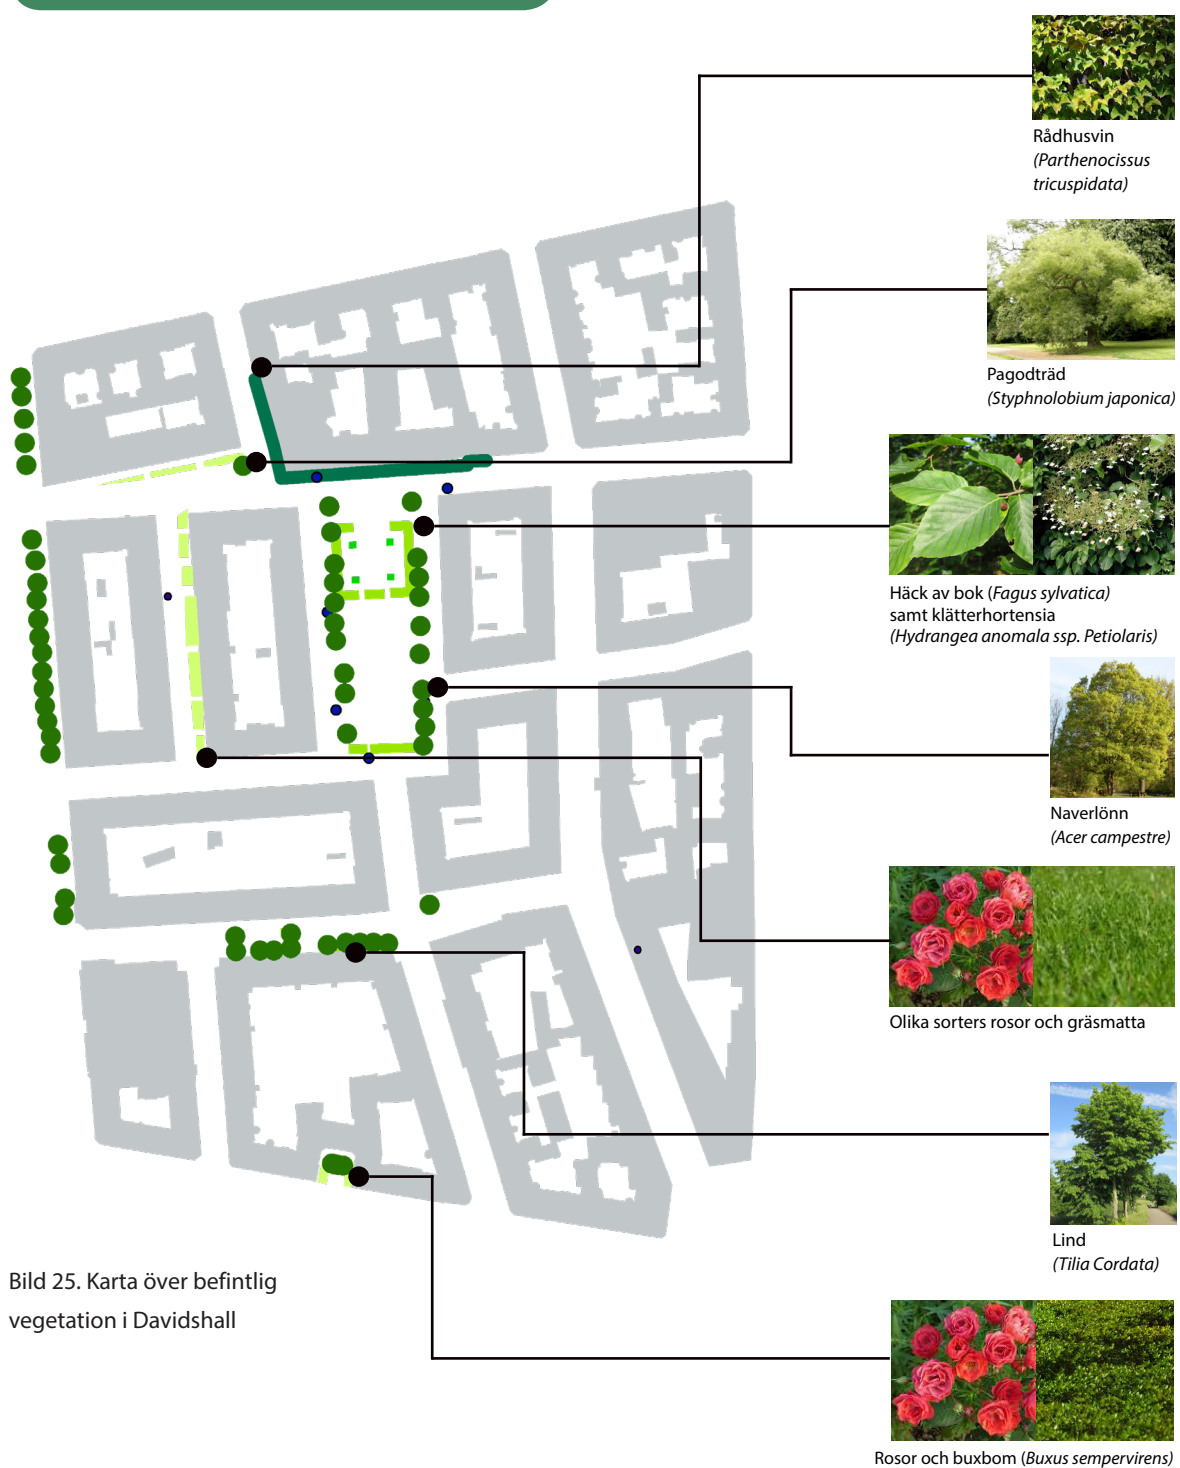 Rådhusvin
(Parthenocissus
tricuspidata)
Pagodträd
(Styphnolobium japonica)
Häck av bok (Fagus sylvatica)
samt klätterhortensia
(Hydrangea anomala ssp. Petiolaris)
Naverlönn
(Acer campestre)
Olika sorters rosor och gräsmatta
Lind
(Tilia Cordata)
Bild 25. Karta över befintlig
vegetation i Davidshall
Rosor och buxbom (Buxus sempervirens)